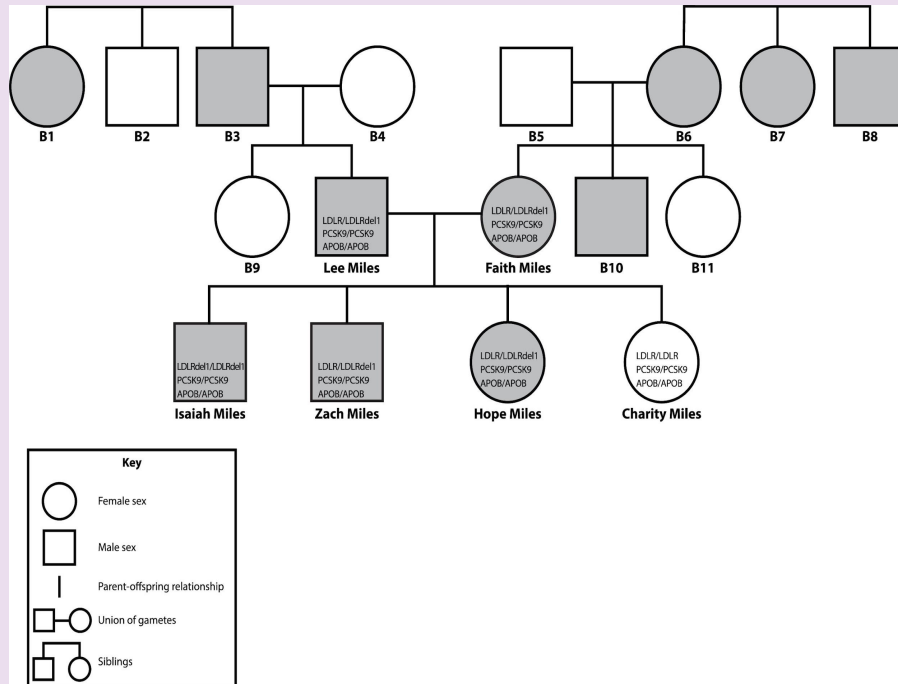 B1
B2
B3
B4
B5
B6
B7
B8
LDLR/LDLRdel1
PCSK9/PCSK9
APOB/APOB
LDLR/LDLRdel1
PCSK9/PCSK9
APOB/APOB
B9
Lee Miles
Faith Miles
B10
B11
LDLRdel1/LDLRdel1
PCSK9/PCSK9
APOB/APOB
LDLR/LDLRdel1
PCSK9/PCSK9
APOB/APOB
LDLR/LDLRdel1
PCSK9/PCSK9
APOB/APOB
LDLR/LDLR
PCSK9/PCSK9
APOB/APOB
Isaiah Miles
Zach Miles
Hope Miles
Charity Miles
Key
Female sex
Male sex
Parent-offspring relationship
Union of gametes
Siblings